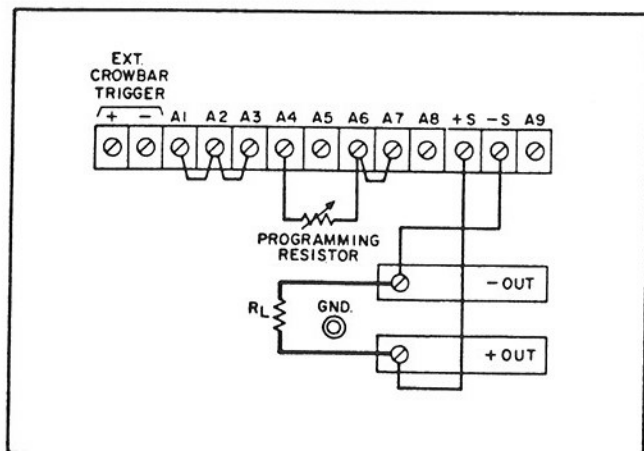 EXT.
CROWBAR
TRIGGER
+ - A1 A2 A3 A4 A5 A6 A7 A8 +S -S A9
PROGRAMMING
RESISTOR
- OUT
RL
GND.
+ OUT